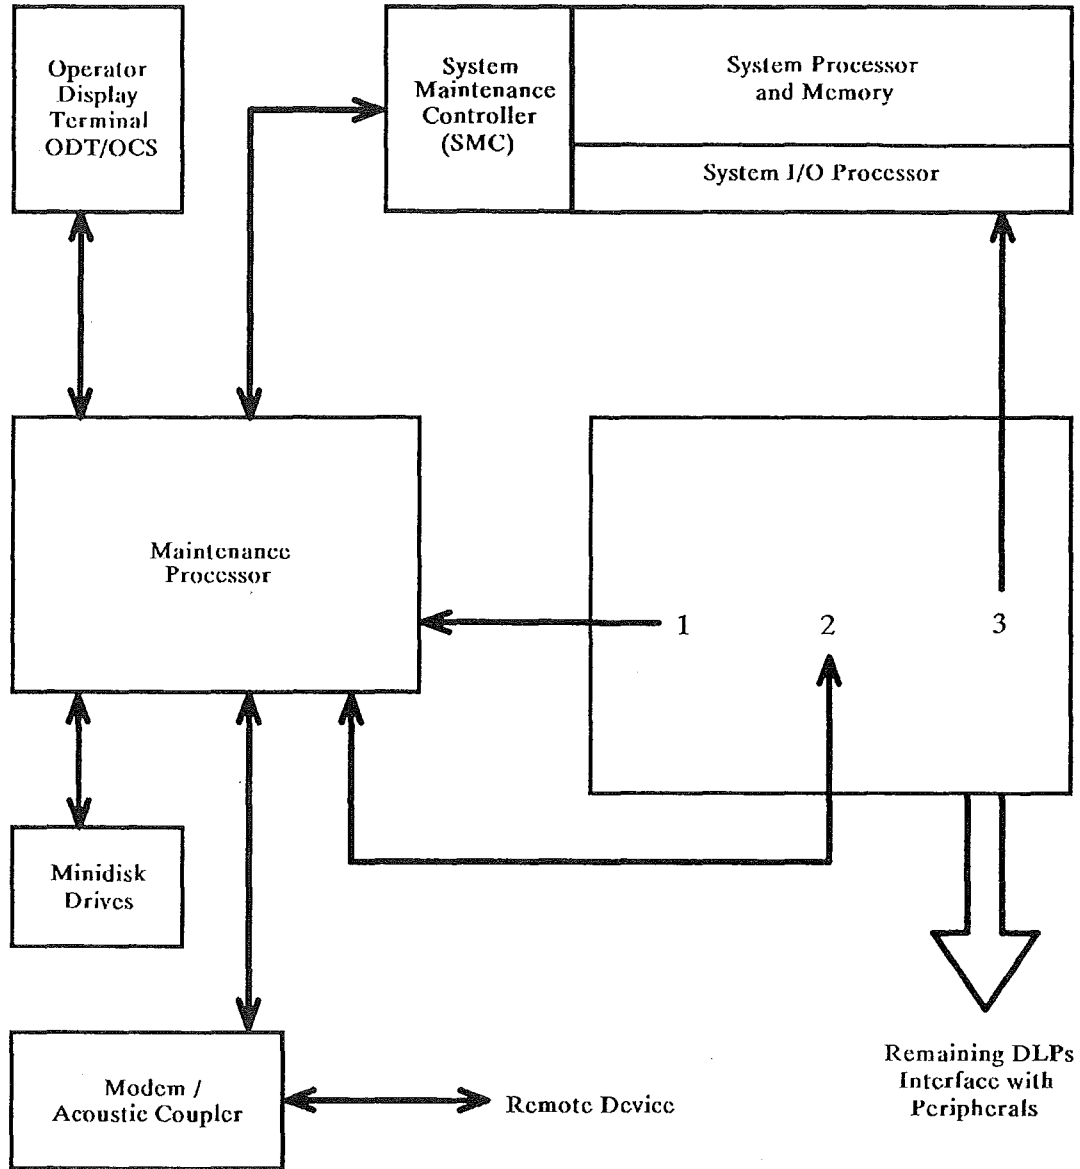 Operator
Display
Terminal
ODT/OCS
System
Maintenance
Controller
(SMC)
System Processor
and Memory
System I/O Processor
Maintenance
Processor
1
2
3
Minidisk
Drives
Modem /
Acoustic Coupler
Remote Device
Remaining DLPs
Interface with
Peripherals